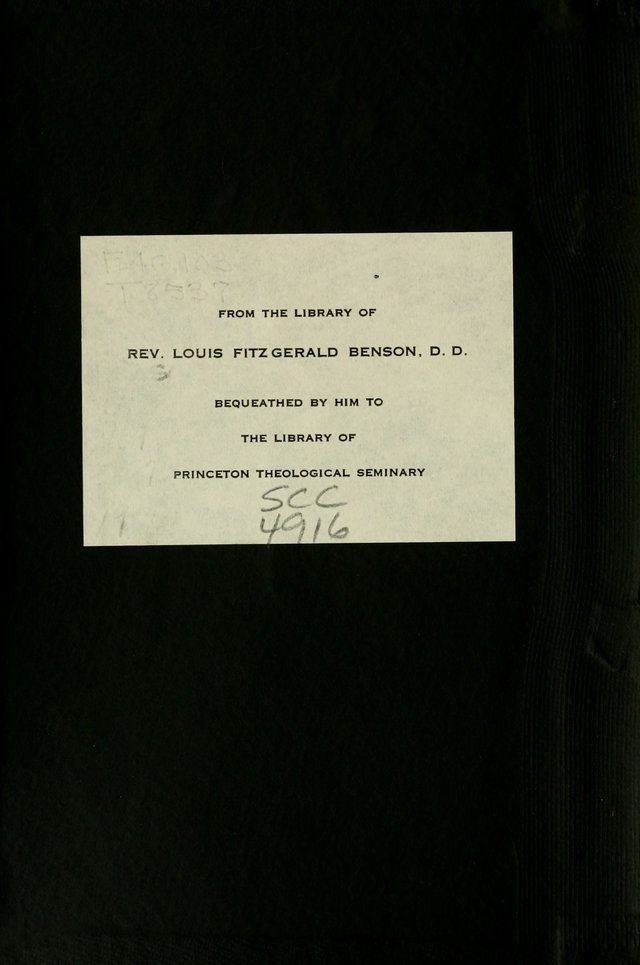 FROM THE LIBRARY OF
REV. LOUIS FITZGERALD BENSON, D. D.
BEQUEATHED BY HIM TO
THE LIBRARY OF
PRINCETON THEOLOGICAL SEMINARY
SCC
4916